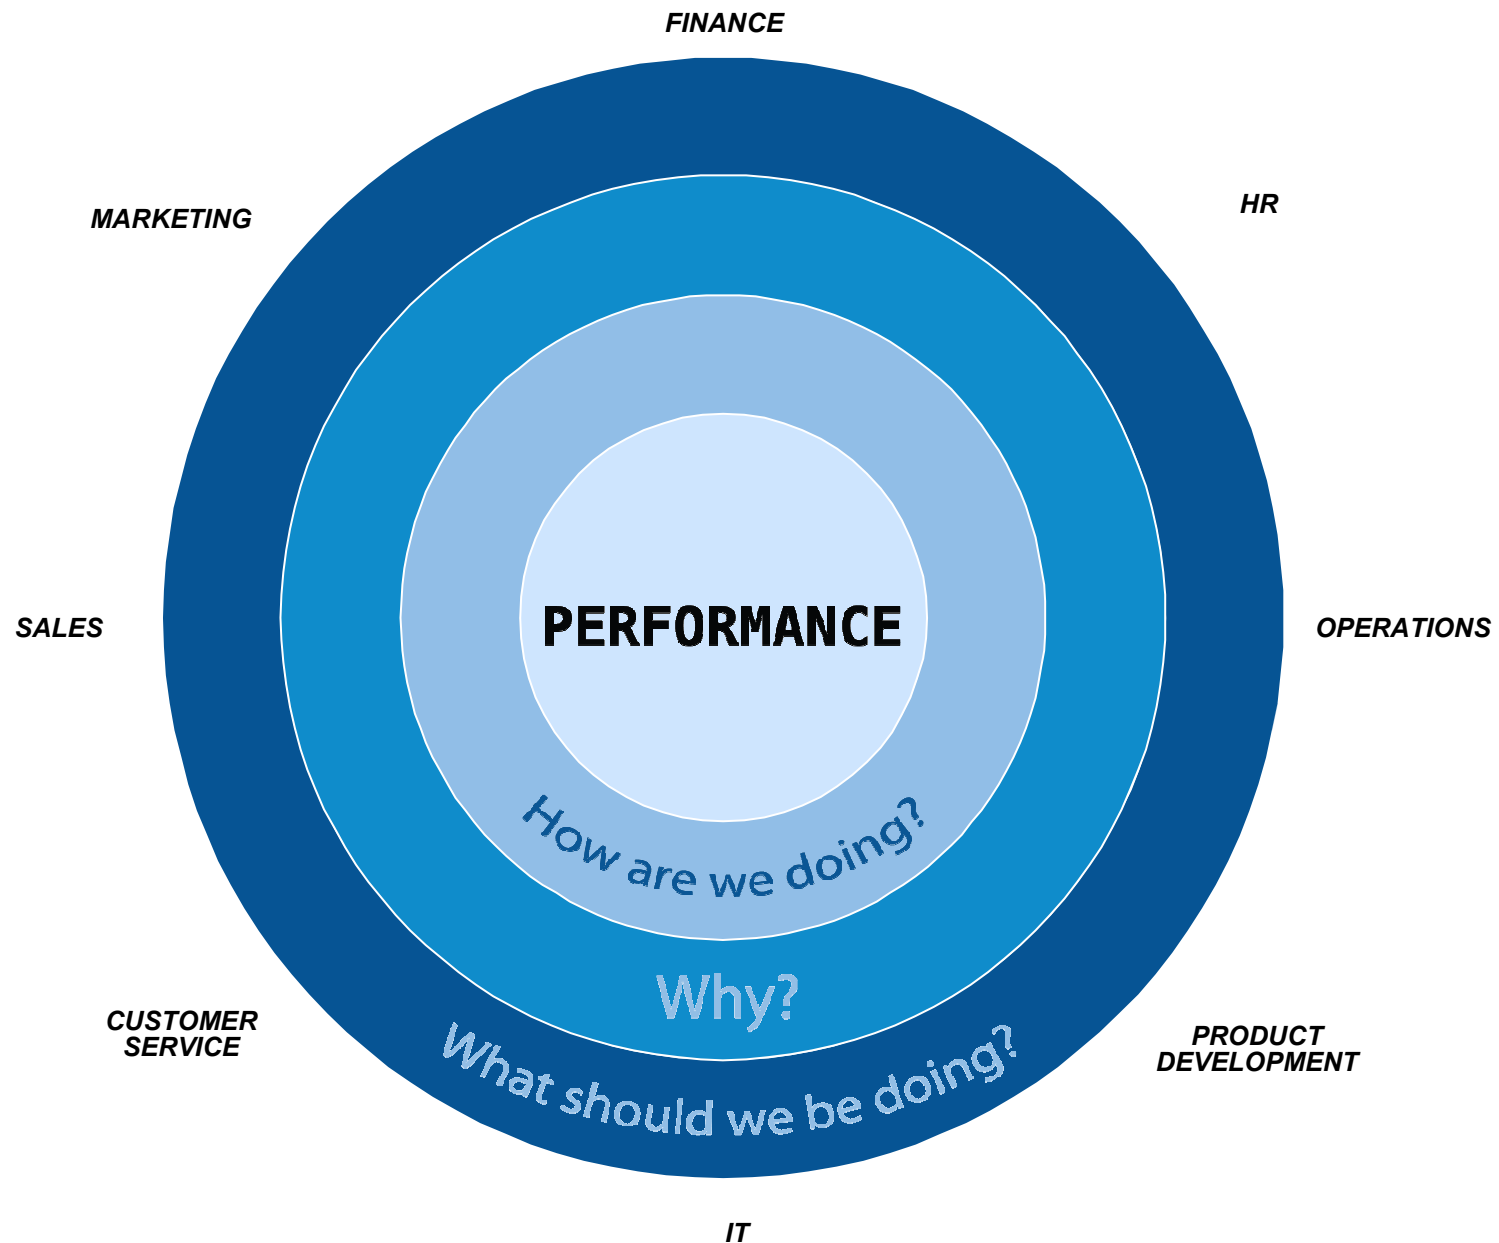 FINANCE
MARKETING
HR
SALES
PERFORMANCE
OPERATIONS
How are we doing?
Why?
What should we be doing?
CUSTOMER
SERVICE
PRODUCT
DEVELOPMENT
IT